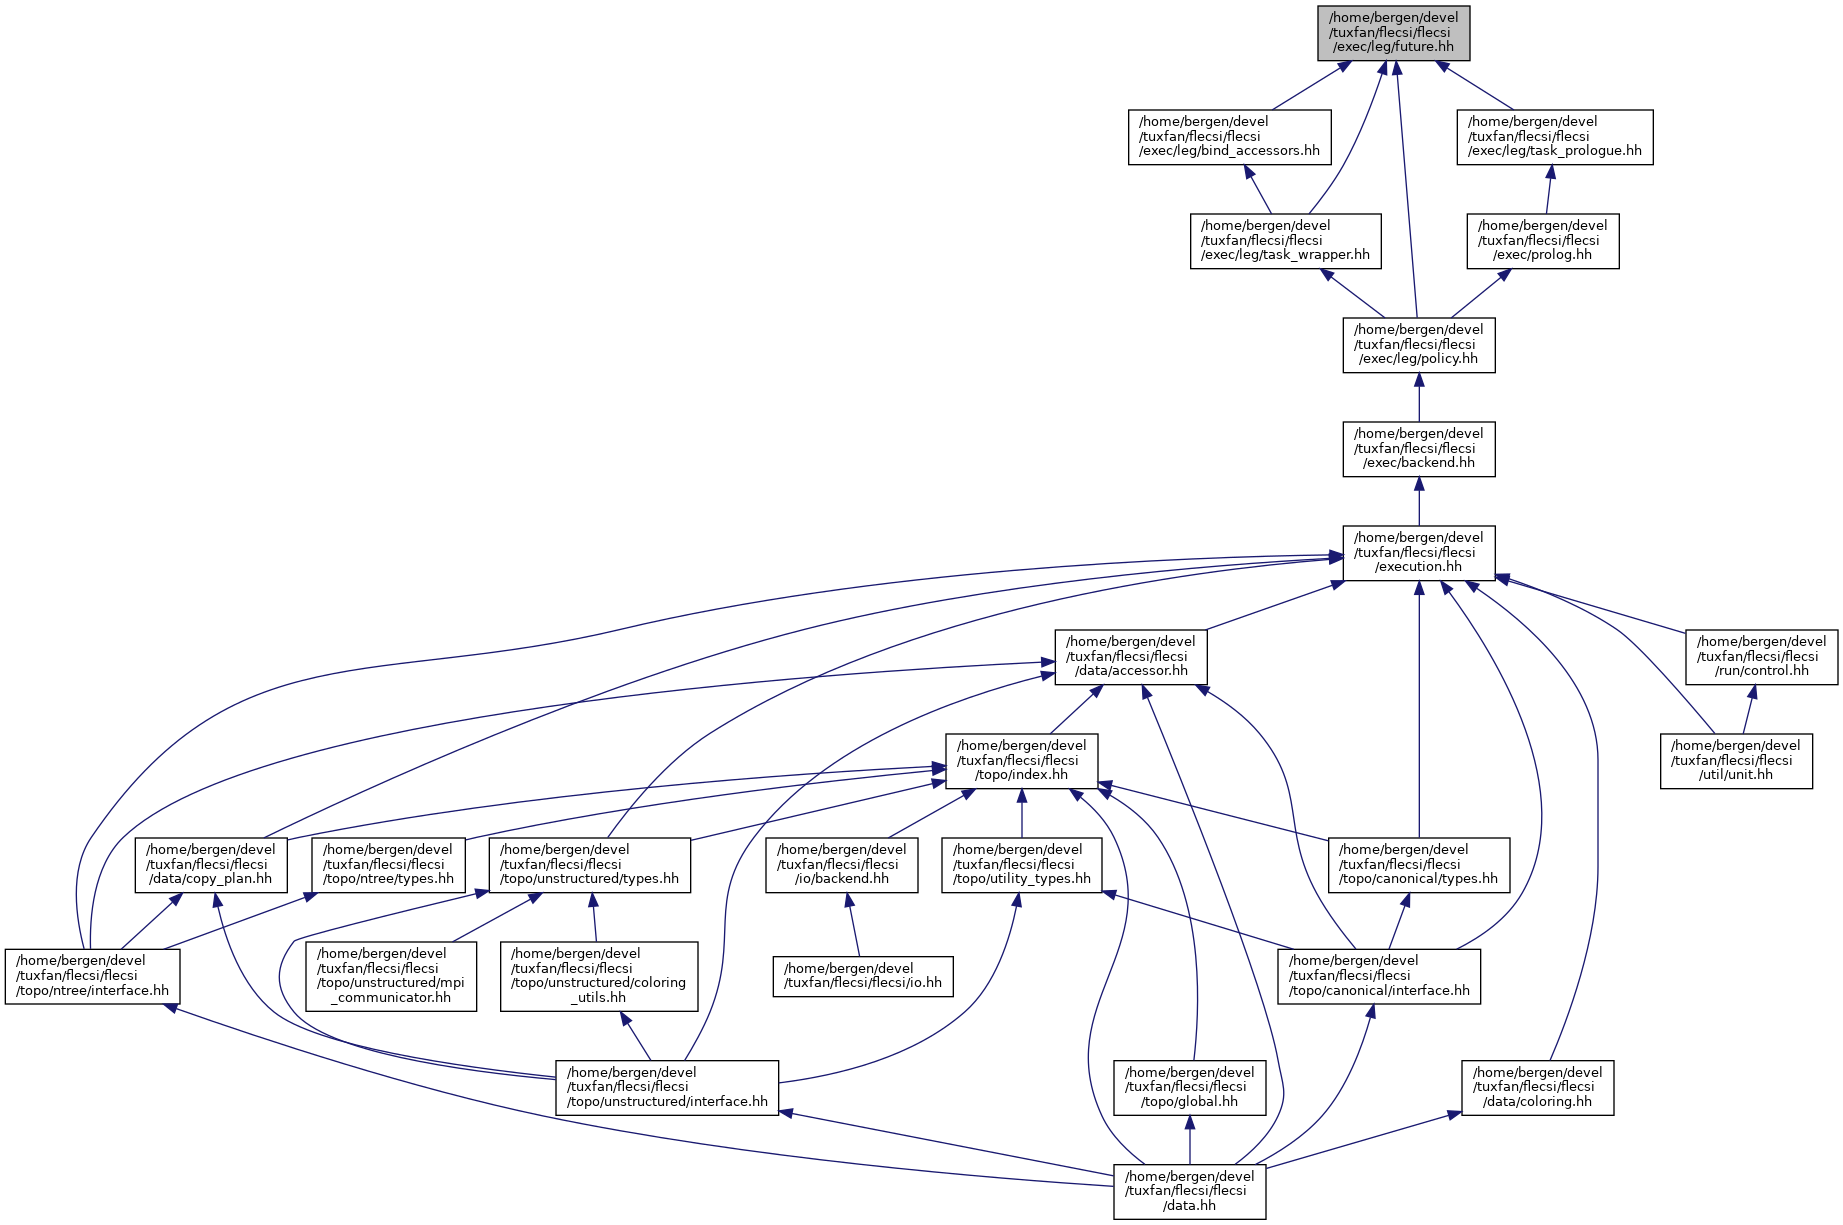 /home/bergen/devel
/tuxfan/flecsi/flecsi
/exec/leg/future.hh
/home/bergen/devel
/tuxfan/flecsi/flecsi
/exec/leg/bind_accessors.hh
/home/bergen/devel
/tuxfan/flecsi/flecsi
/exec/leg/task_prologue.hh
/home/bergen/devel
/tuxfan/flecsi/flecsi
/exec/leg/task_wrapper.hh
/home/bergen/devel
/tuxfan/flecsi/flecsi
/exec/prolog.hh
/home/bergen/devel
/tuxfan/flecsi/flecsi
/exec/leg/policy.hh
/home/bergen/devel
/tuxfan/flecsi/flecsi
/exec/backend.hh
/home/bergen/devel
/tuxfan/flecsi/flecsi
/execution.hh
/home/bergen/devel
/tuxfan/flecsi/flecsi
/data/accessor.hh
/home/bergen/devel
/tuxfan/flecsi/flecsi
/run/control.hh
/home/bergen/devel
/tuxfan/flecsi/flecsi
/topo/index.hh
/home/bergen/devel
/tuxfan/flecsi/flecsi
/util/unit.hh
/home/bergen/devel
/tuxfan/flecsi/flecsi
/data/copy_plan.hh
/home/bergen/devel
/tuxfan/flecsi/flecsi
/topo/ntree/types.hh
/home/bergen/devel
/tuxfan/flecsi/flecsi
/topo/unstructured/types.hh
/home/bergen/devel
/tuxfan/flecsi/flecsi
/io/backend.hh
/home/bergen/devel
/tuxfan/flecsi/flecsi
/topo/utility_types.hh
/home/bergen/devel
/tuxfan/flecsi/flecsi
/topo/canonical/types.hh
/home/bergen/devel
/tuxfan/flecsi/flecsi
/topo/ntree/interface.hh
/home/bergen/devel
/tuxfan/flecsi/flecsi
/topo/unstructured/mpi
_communicator.hh
/home/bergen/devel
/tuxfan/flecsi/flecsi
/topo/unstructured/coloring
_utils.hh
/home/bergen/devel
/tuxfan/flecsi/flecsi/io.hh
/home/bergen/devel
/tuxfan/flecsi/flecsi
/topo/canonical/interface.hh
/home/bergen/devel
/tuxfan/flecsi/flecsi
/topo/unstructured/interface.hh
/home/bergen/devel
/tuxfan/flecsi/flecsi
/topo/global.hh
/home/bergen/devel
/tuxfan/flecsi/flecsi
/data/coloring.hh
/home/bergen/devel
/tuxfan/flecsi/flecsi
/data.hh